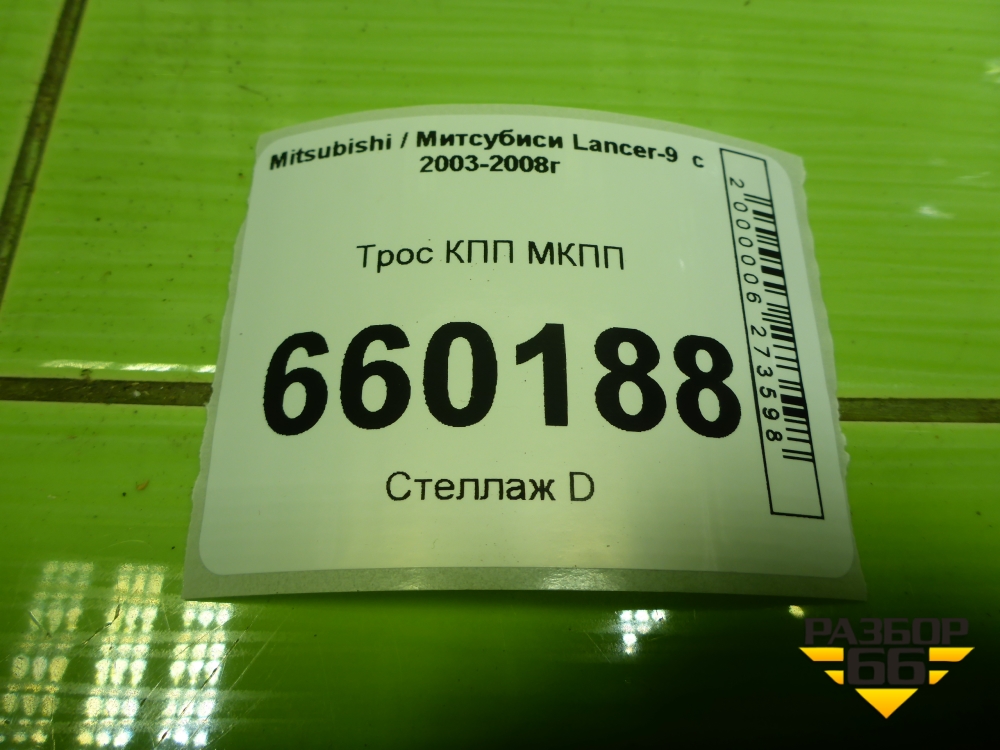 Mitsubishi / Митсубиси Lancer-9 с
2003-2008г
Трос КПП МКПП
660188
Стеллаж D
2000006273598
РАЗБОР
66